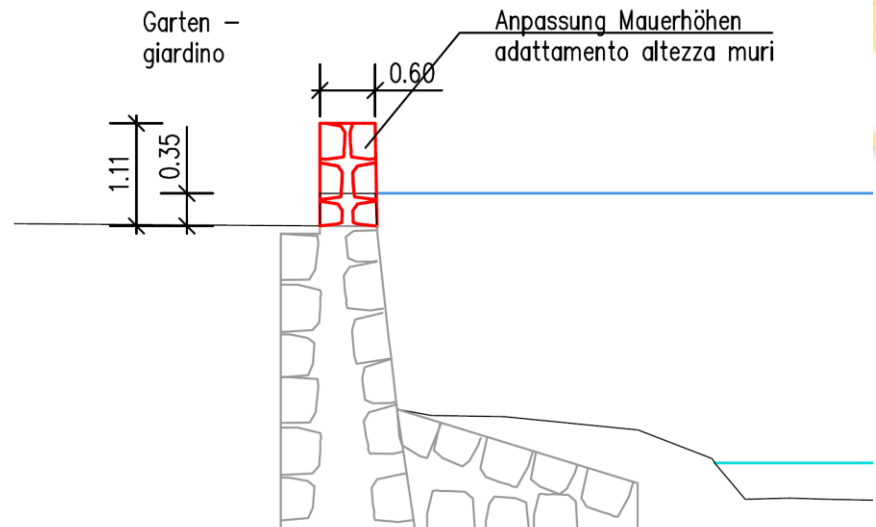 Garten –
giardino
Anpassung Mauerhöhen
adattamento altezza muri
0.60
1.11
0.35